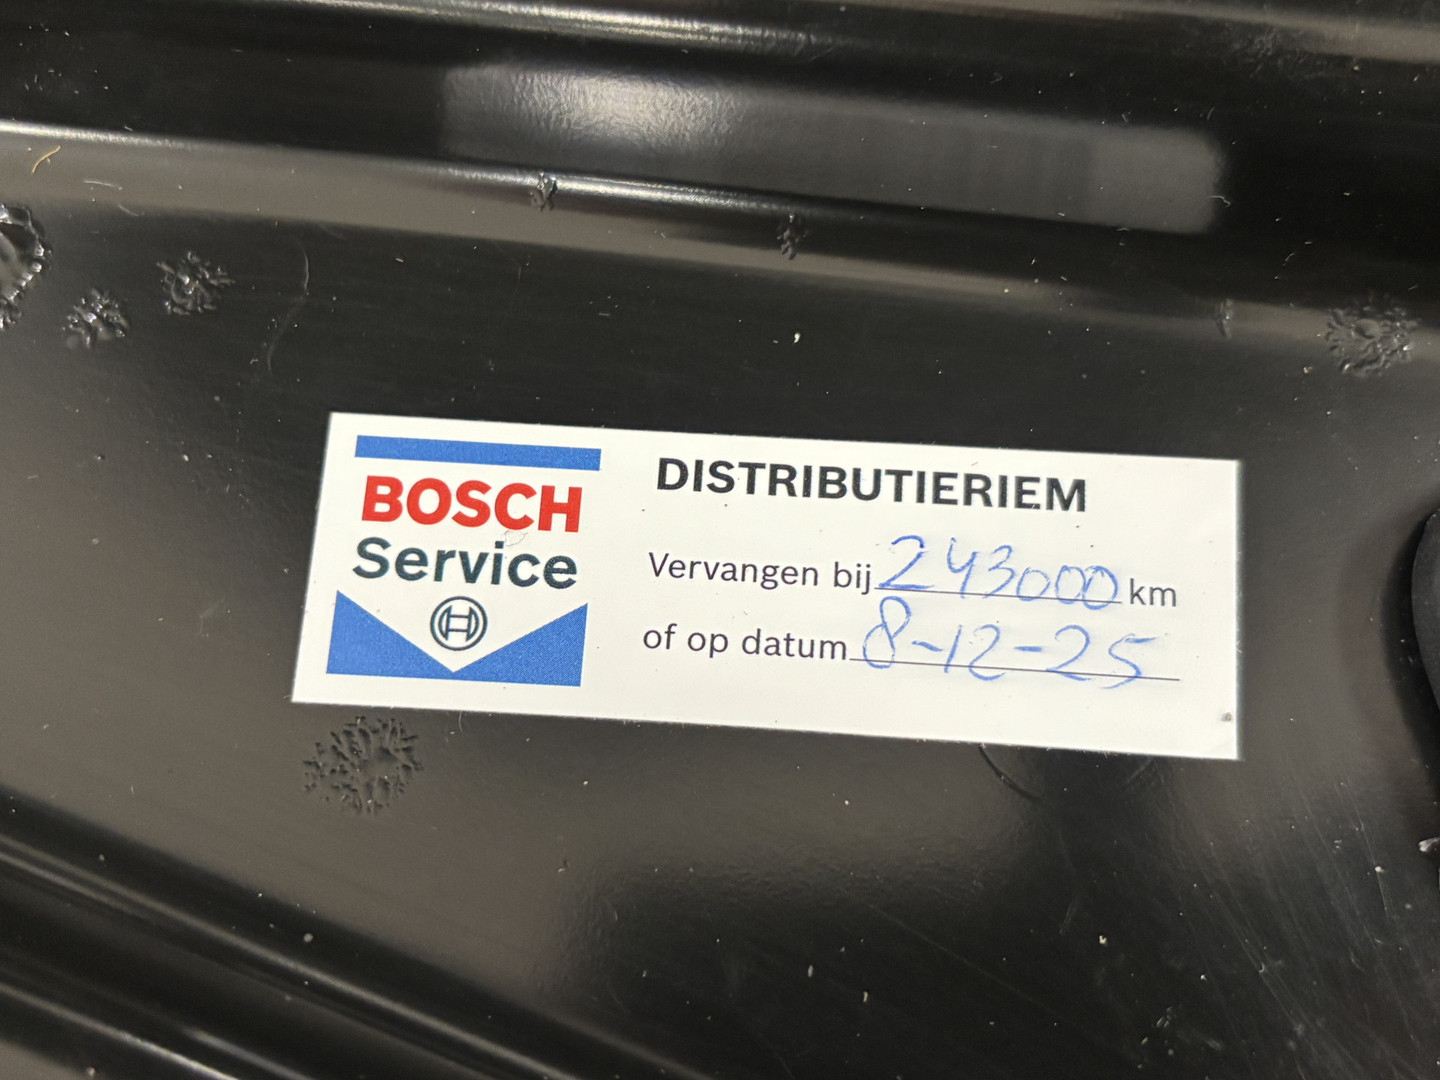 BOSCH
Service
DISTRIBUTIERIEM
Vervangen bij 243000 km
of op datum 8-12-25